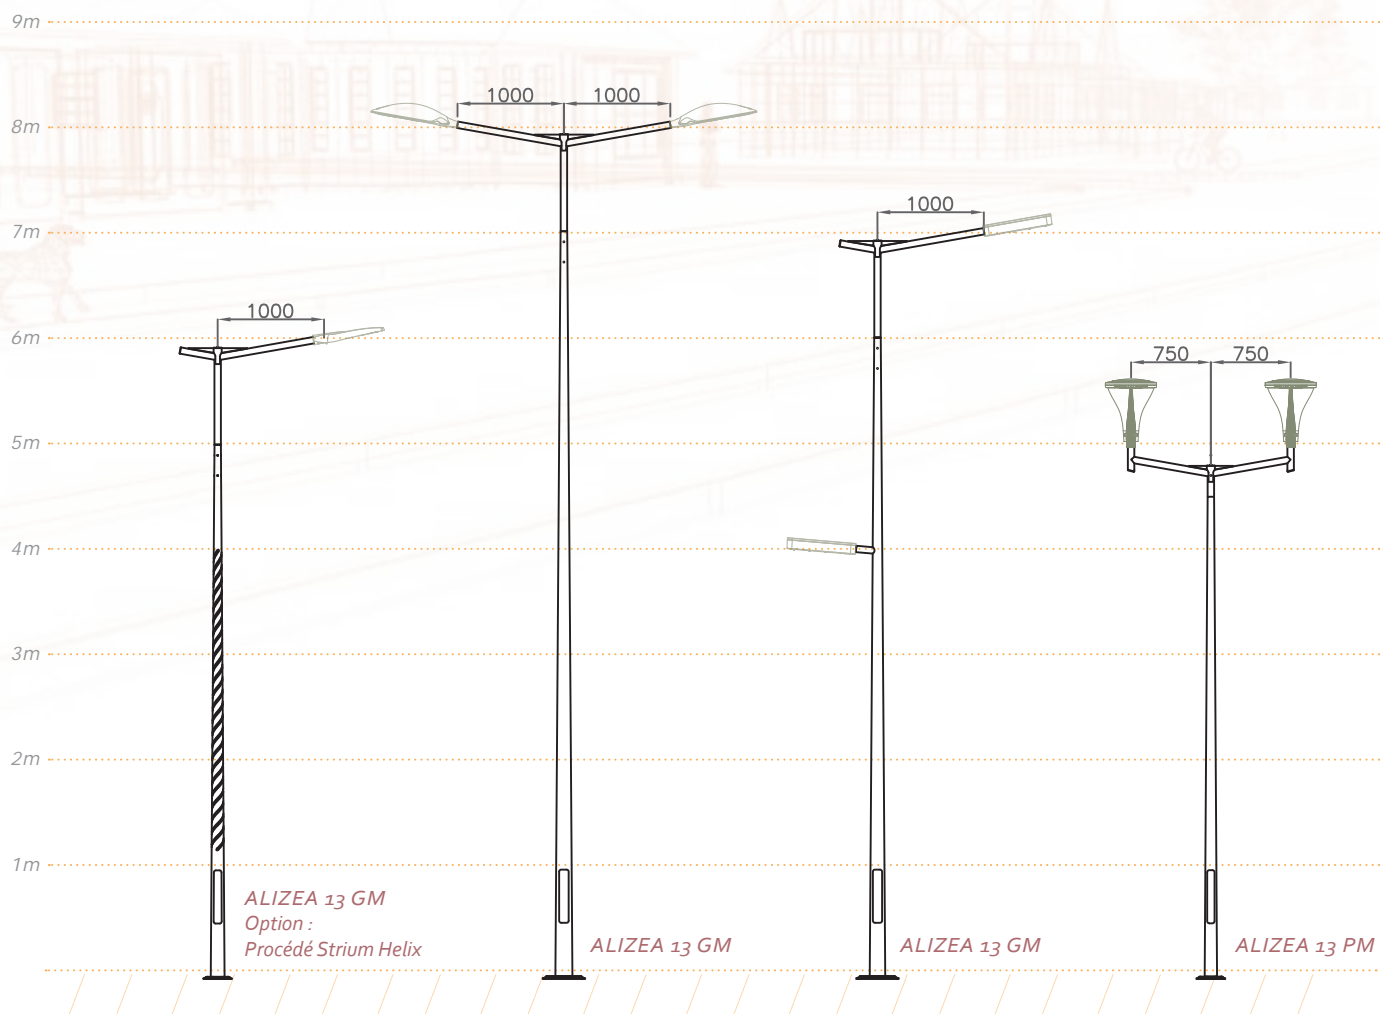 9m
1000 1000
8m
1000
7m
1000
6m
750 750
5m
4m
3m
2m
1m
ALIZEA 13 GM
Option :
Procédé Strium Helix
ALIZEA 13 GM
ALIZEA 13 GM
ALIZEA 13 PM